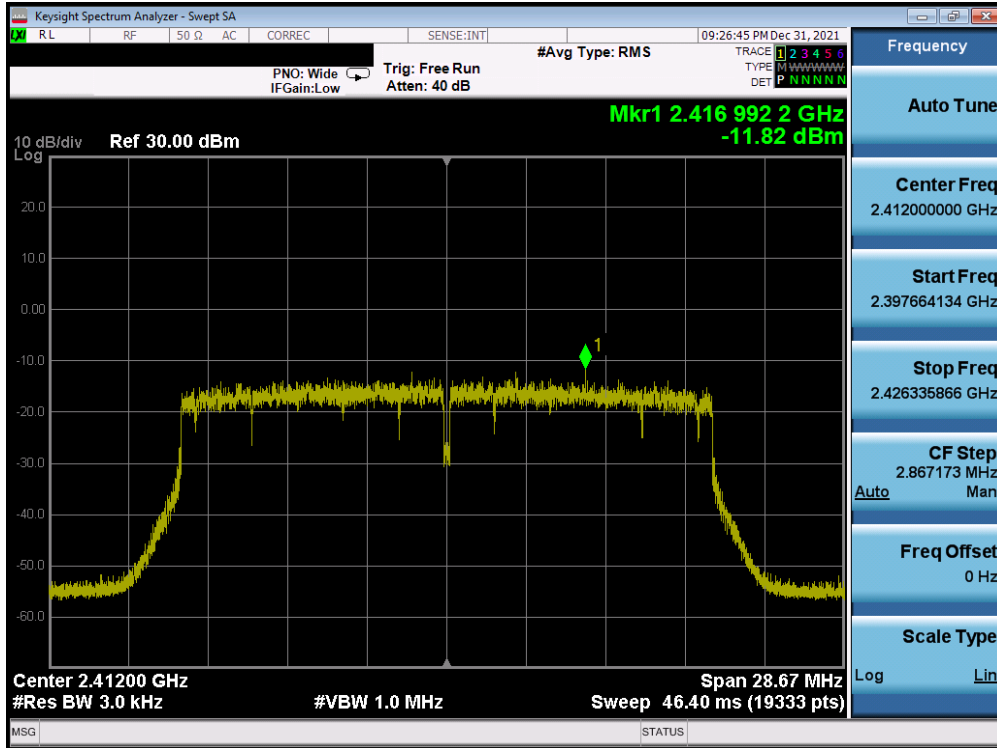 Keysight Spectrum Analyzer - Swept SA
LXI RL RF 50 Ω AC CORREC SENSE:INT 09:26:45 PM Dec 31, 2021
#Avg Type: RMS
TRACE 1 2 3 4 5 6
TYPE M WWWWW
DET P N N N N N
PNO: Wide Trig: Free Run
IFGain:Low Atten: 40 dB
Mkr1 2.416 992 2 GHz
-11.82 dBm
10 dB/div Ref 30.00 dBm
Log
20.0
10.0
0.00
1
-10.0
-20.0
-30.0
-40.0
-50.0
-60.0
Center 2.41200 GHz Span 28.67 MHz
#Res BW 3.0 kHz #VBW 1.0 MHz Sweep 46.40 ms (19333 pts)
MSG STATUS
Frequency
Auto Tune
Center Freq
2.412000000 GHz
Start Freq
2.397664134 GHz
Stop Freq
2.426335866 GHz
CF Step
2.867173 MHz
Auto Man
Freq Offset
0 Hz
Scale Type
Log Lin